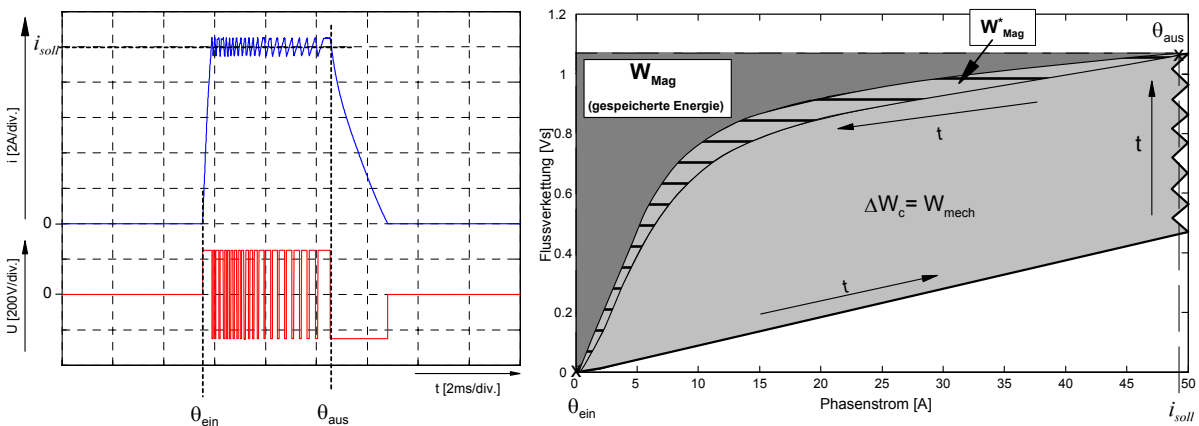 i_soll
i [2A/div.]
0
0
U [200V/div.]
t [2ms/div.]
θ_ein
θ_aus
W*_Mag
θ_aus
W_Mag
(gespeicherte Energie)
t
t
ΔW_c = W_mech
t
Flussverkettung [Vs]
1.2
1
0.8
0.6
0.4
0.2
0
0
5
10
15
20
25
30
35
40
45
50
θ_ein
Phasenstrom [A]
i_soll